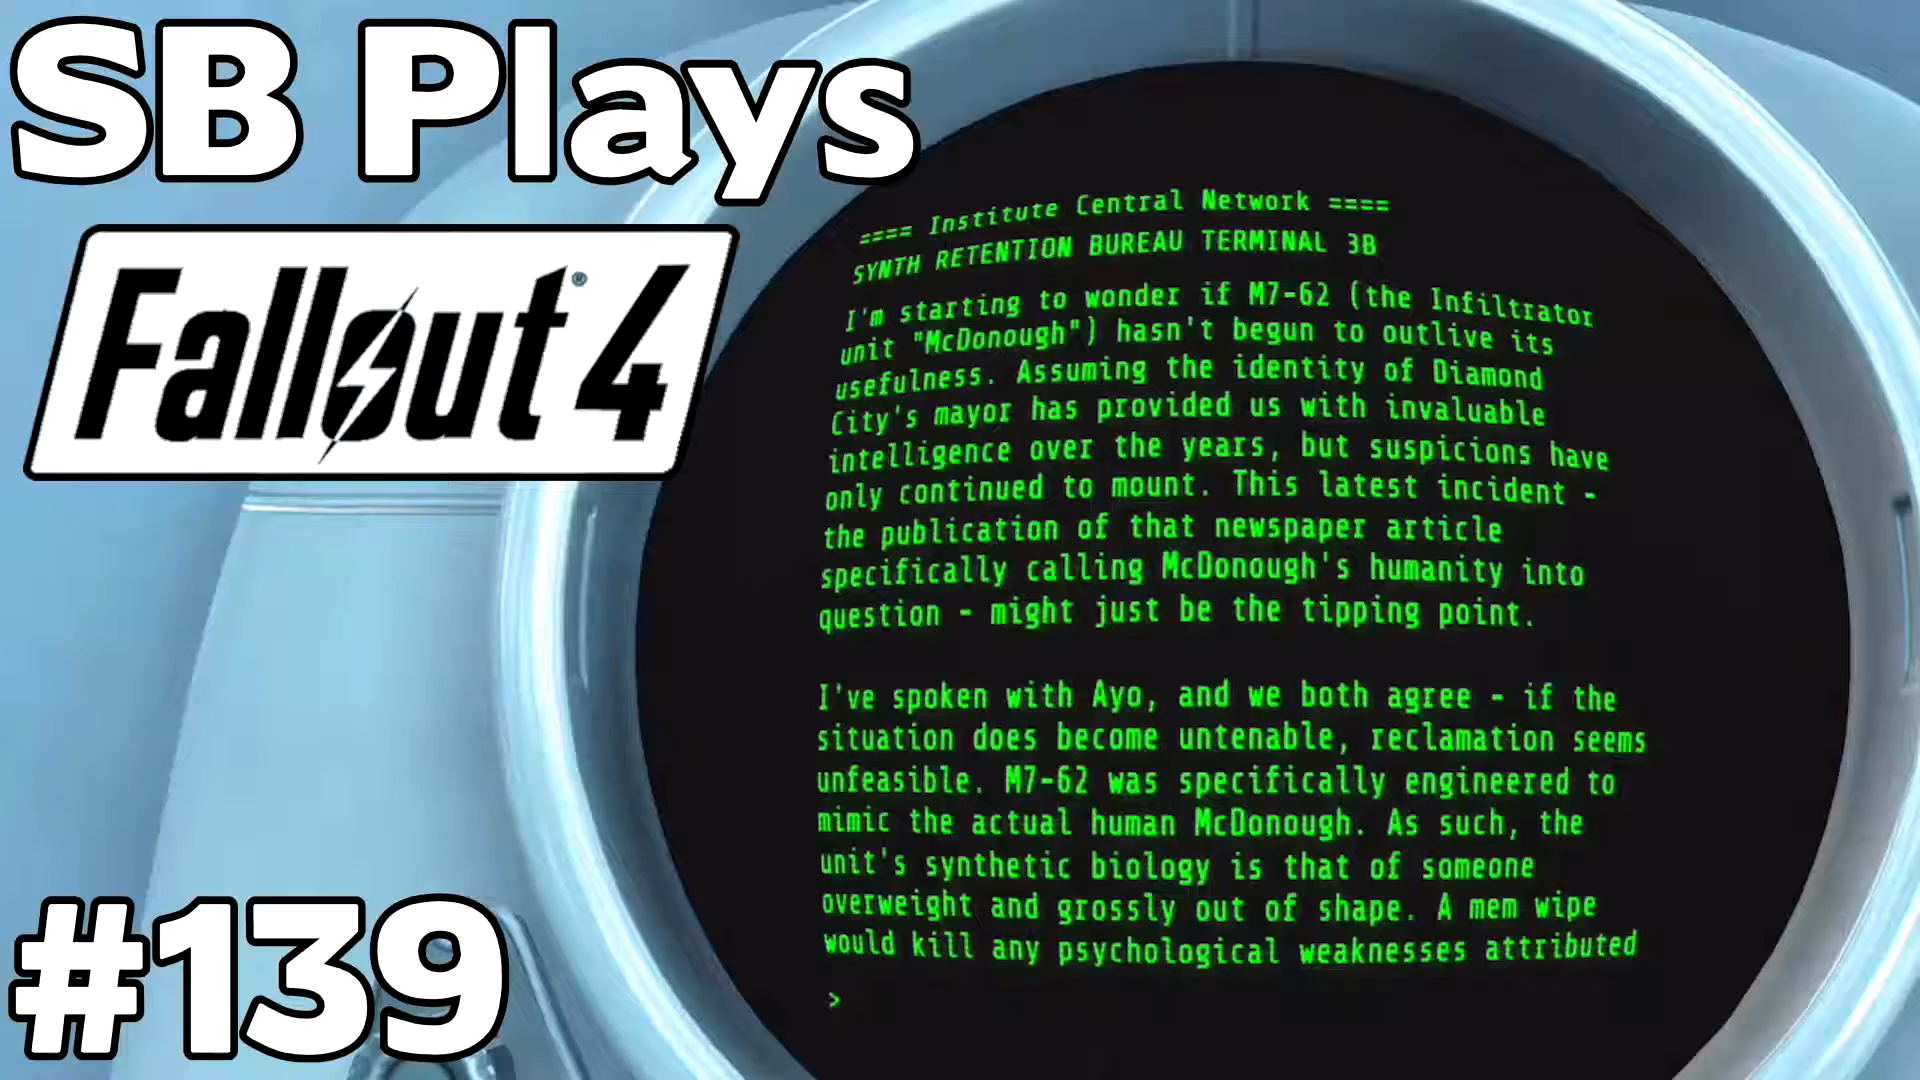 SB Plays
Fallout 4
#139
==== Institute Central Network ====
SYNTH RETENTION BUREAU TERMINAL 3B
I'm starting to wonder if M7-62 (the Infiltrator
unit "McDonough") hasn't begun to outlive its
usefulness. Assuming the identity of Diamond
City's mayor has provided us with invaluable
intelligence over the years, but suspicions have
only continued to mount. This latest incident -
the publication of that newspaper article
specifically calling McDonough's humanity into
question - might just be the tipping point.
I've spoken with Ayo, and we both agree - if the
situation does become untenable, reclamation seems
unfeasible. M7-62 was specifically engineered to
mimic the actual human McDonough. As such, the
unit's synthetic biology is that of someone
overweight and grossly out of shape. A mem wipe
would kill any psychological weaknesses attributed
>